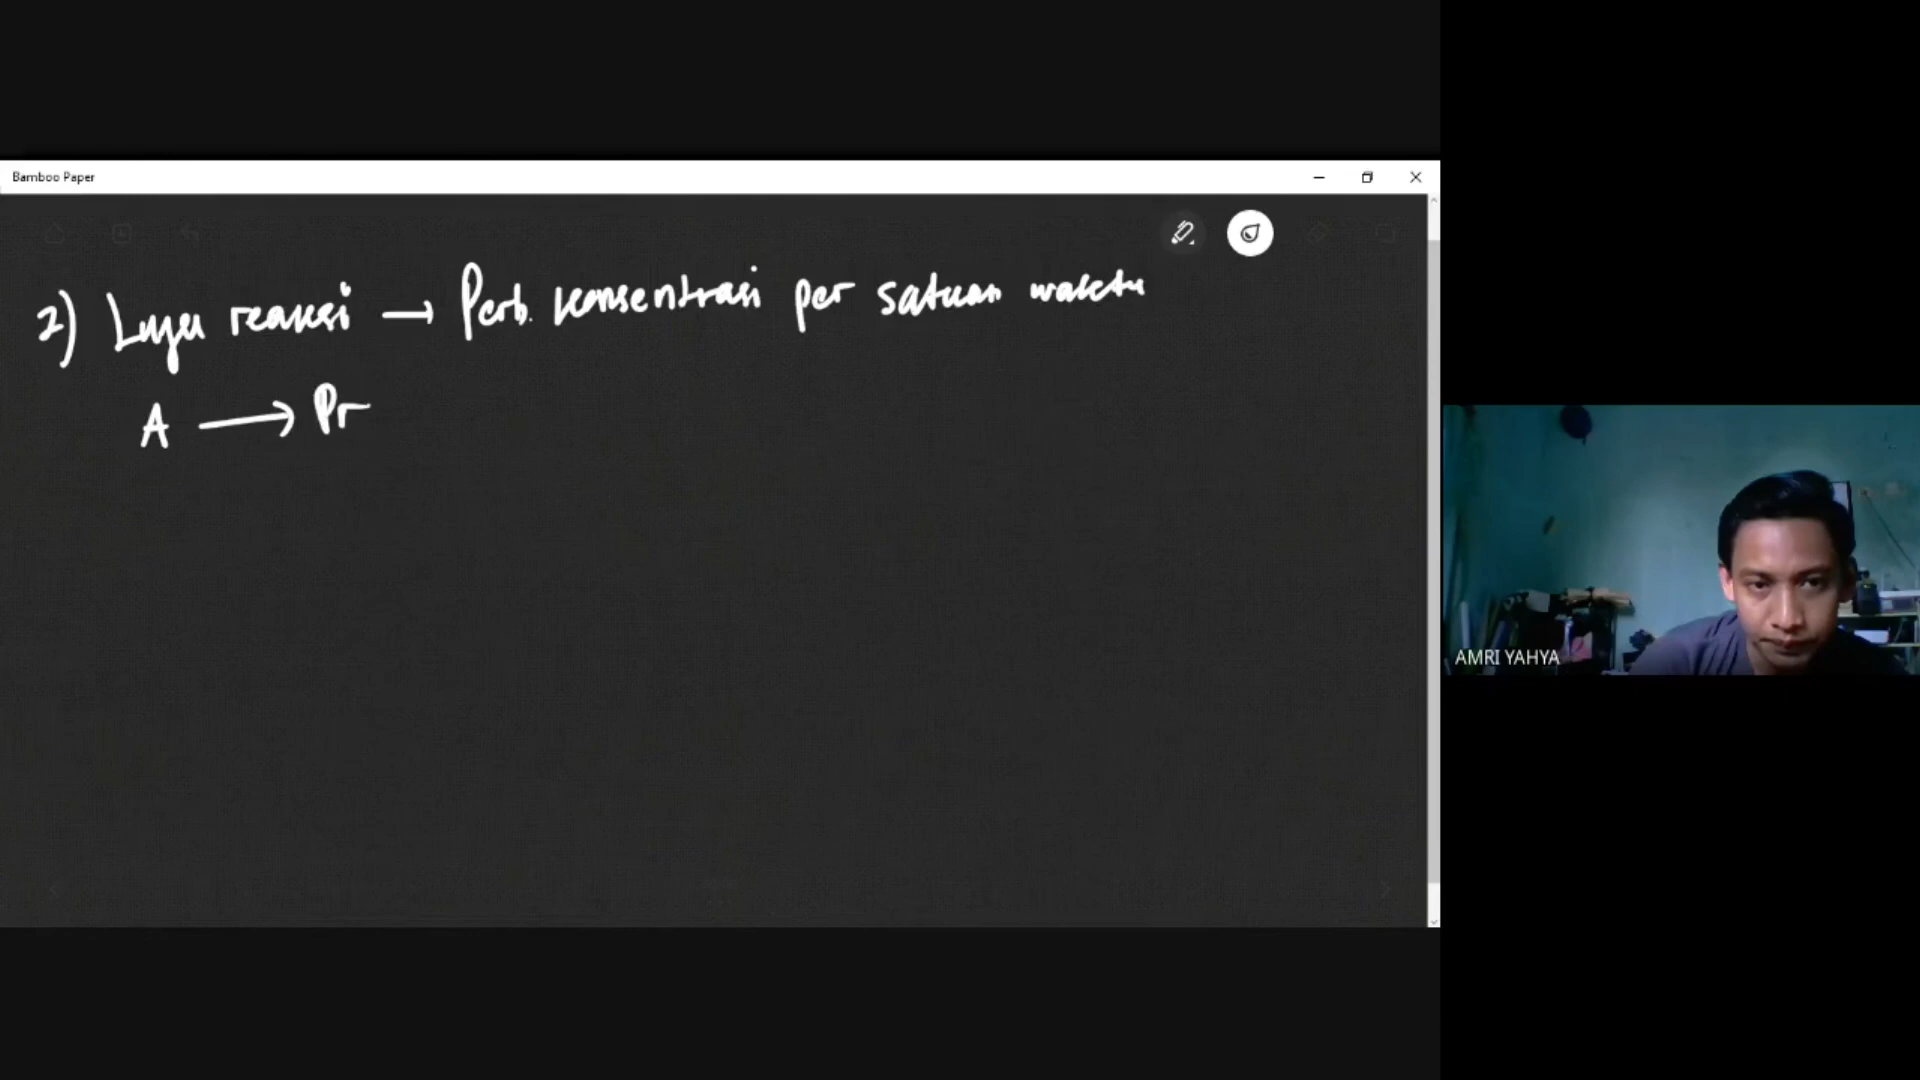 Bamboo Paper
2) Laju reaksi → Perb. konsentrasi per satuan waktu
A → Pr
AMRI YAHYA